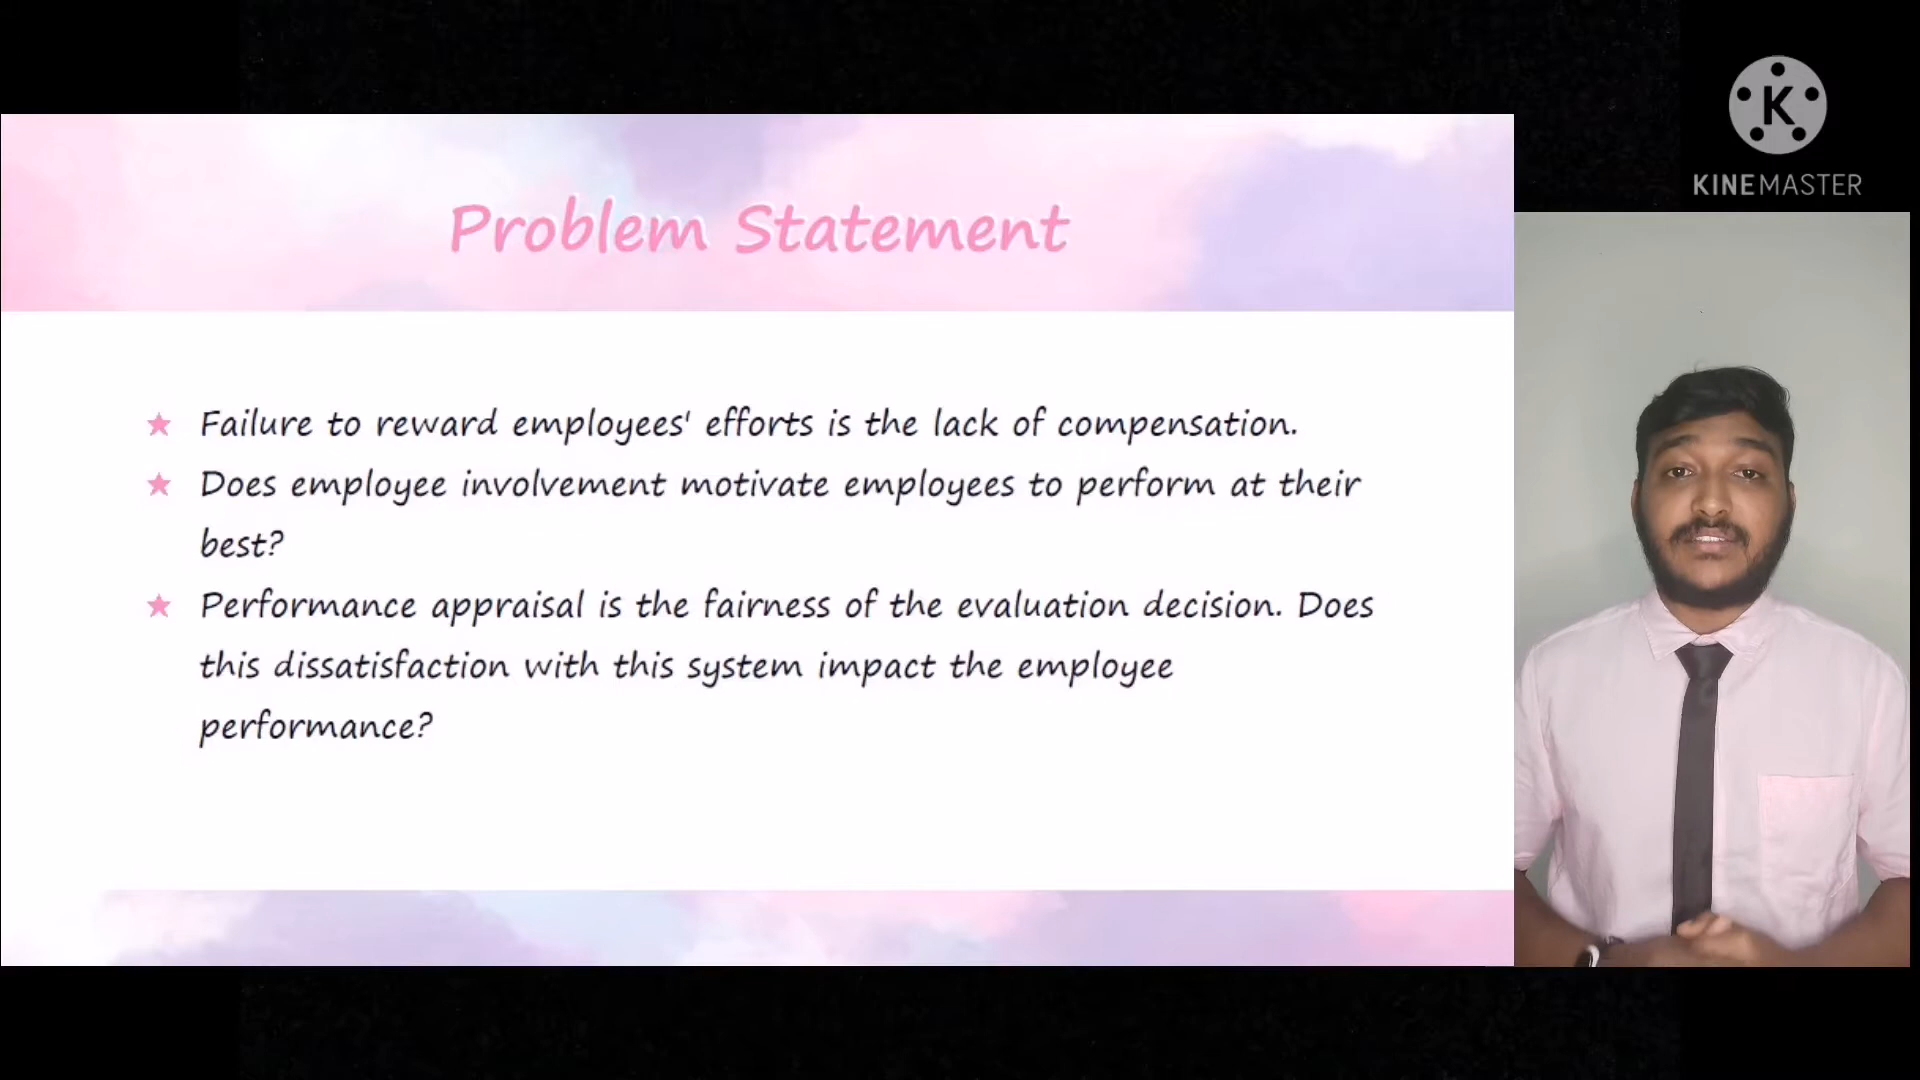 K
KINEMASTER
Problem Statement
Failure to reward employees' efforts is the lack of compensation.
Does employee involvement motivate employees to perform at their
best?
Performance appraisal is the fairness of the evaluation decision. Does
this dissatisfaction with this system impact the employee
performance?